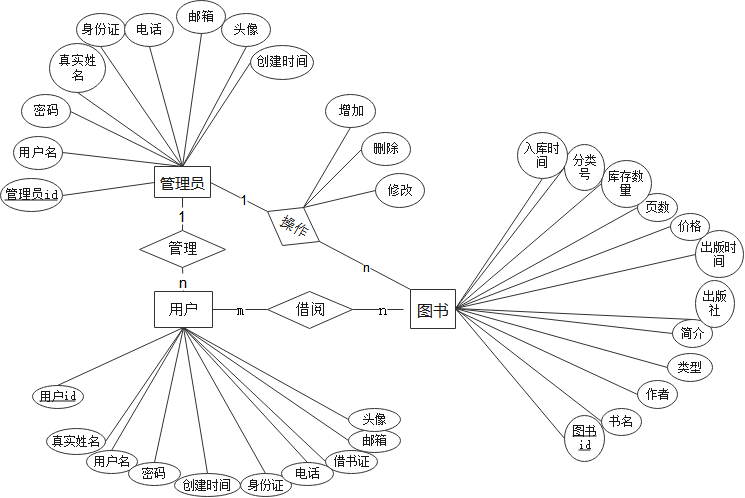 邮箱
身份证
电话
头像
真实姓
名
创建时间
密码
增加
用户名
删除
入库时
间
分类
号
管理员id
管理员
修改
库存数
量
1
1
操作
页数
价格
管理
出版时
间
n
n
用户
m
借阅
n
图书
出版
社
简介
类型
用户id
作者
头像
书名
真实姓名
邮箱
图书
id
用户名
借书证
密码
电话
创建时间
身份证